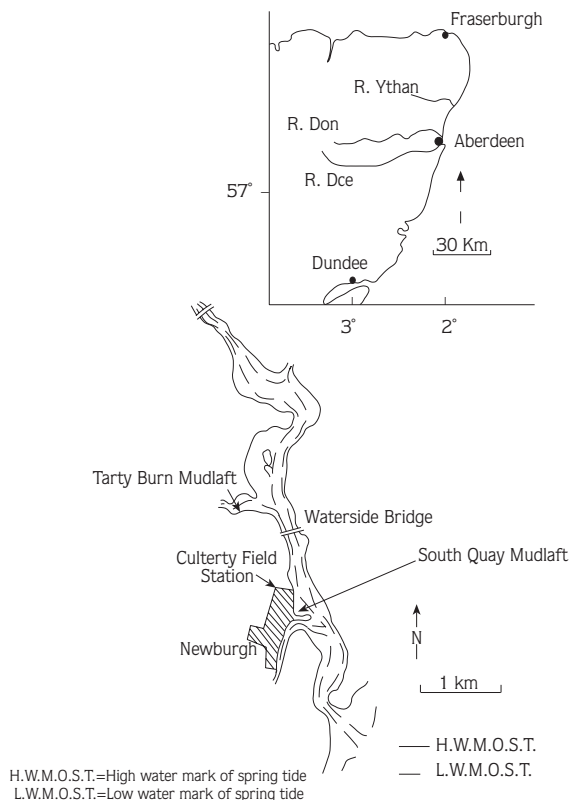 Fraserburgh
R. Ythan
R. Don
Aberdeen
R. Dce
57°
30 Km
Dundee
3°
2°
Tarty Burn Mudlaft
Waterside Bridge
Culterty Field
Station
South Quay Mudlaft
N
Newburgh
1 km
H.W.M.O.S.T.
L.W.M.O.S.T.
H.W.M.O.S.T.=High water mark of spring tide
L.W.M.O.S.T.=Low water mark of spring tide